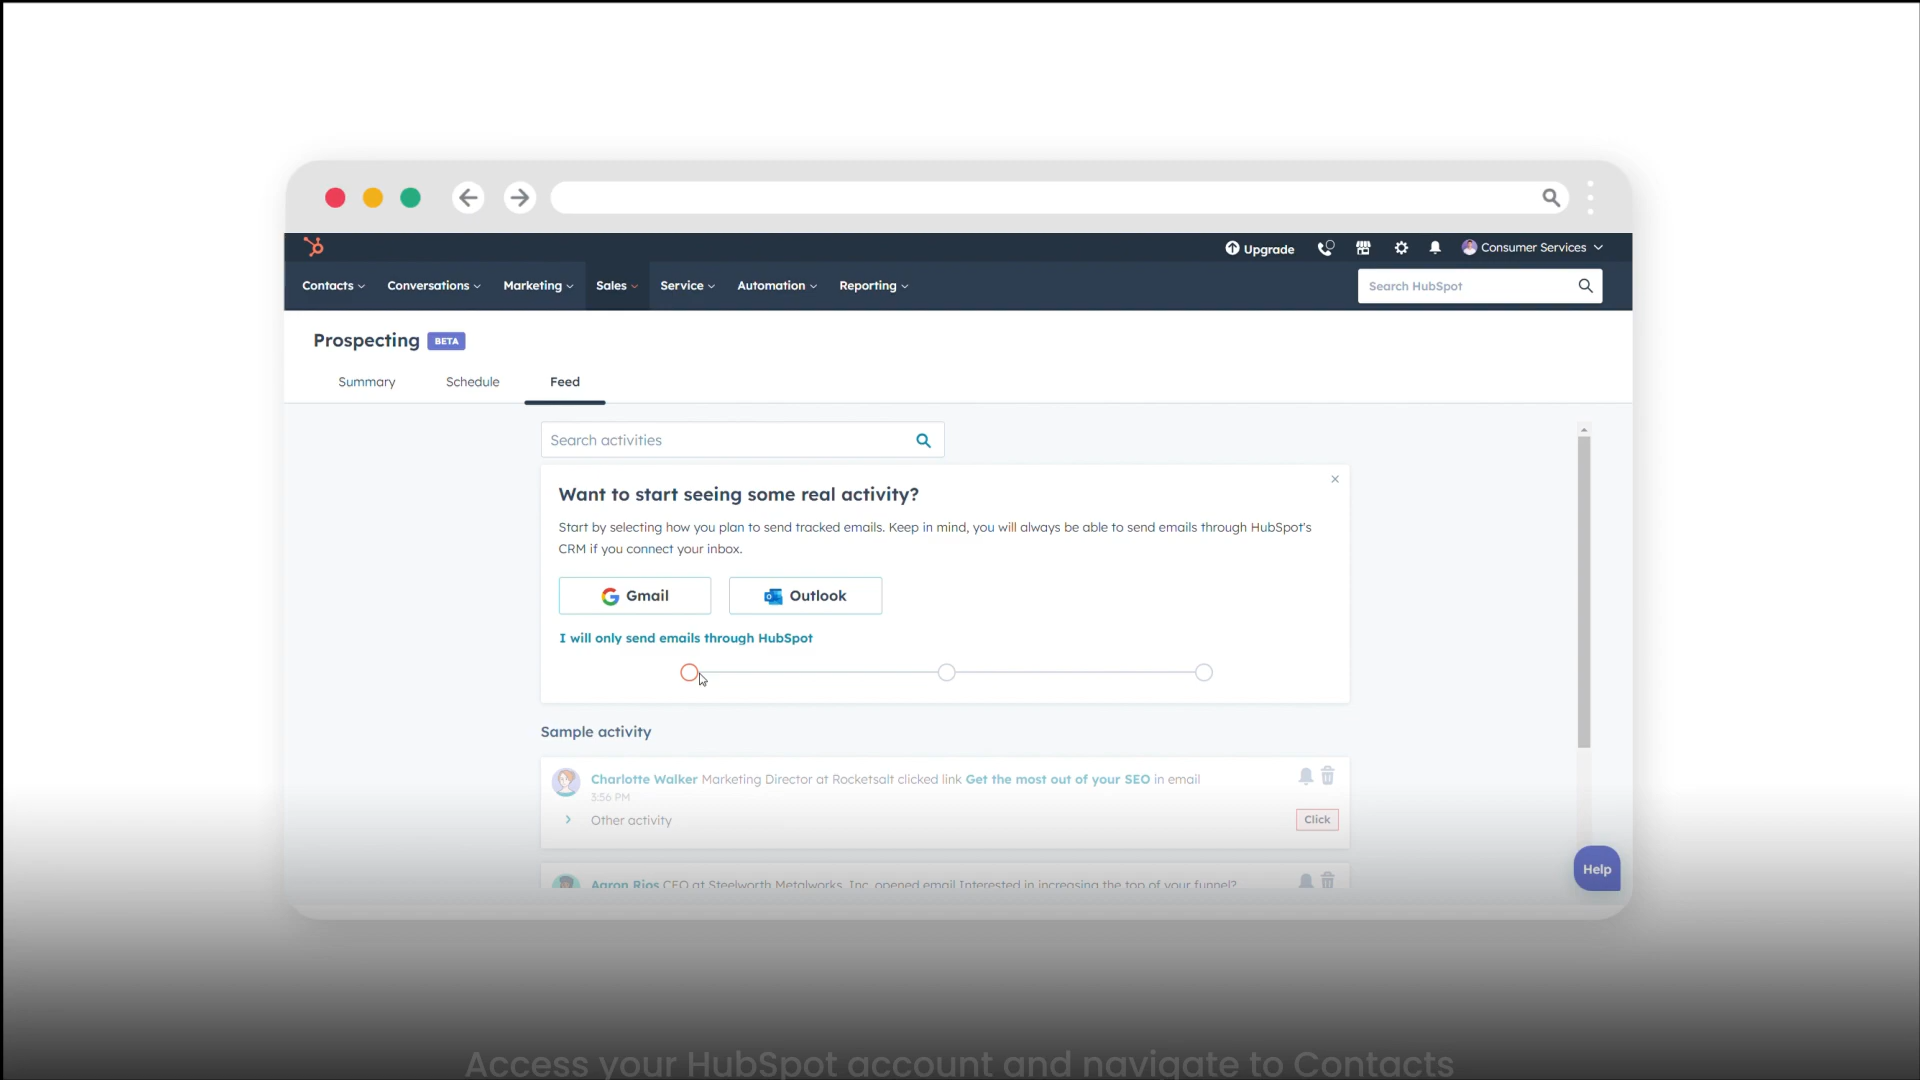 Upgrade
Consumer Services
Contacts
Conversations
Marketing
Sales
Service
Automation
Reporting
Search HubSpot
Prospecting
BETA
Summary
Schedule
Feed
Search activities
Want to start seeing some real activity?
Start by selecting how you plan to send tracked emails. Keep in mind, you will always be able to send emails through HubSpot's
CRM if you connect your inbox.
Gmail
Outlook
I will only send emails through HubSpot
Sample activity
Charlotte Walker Marketing Director at Rocketsalt clicked link Get the most out of your SEO in email
3:56 PM
Other activity
Click
Aaron Rios CEO at Steelworth Metalworks, Inc. opened email Interested in increasing the top of your funnel?
Help
Access your HubSpot account and navigate to Contacts